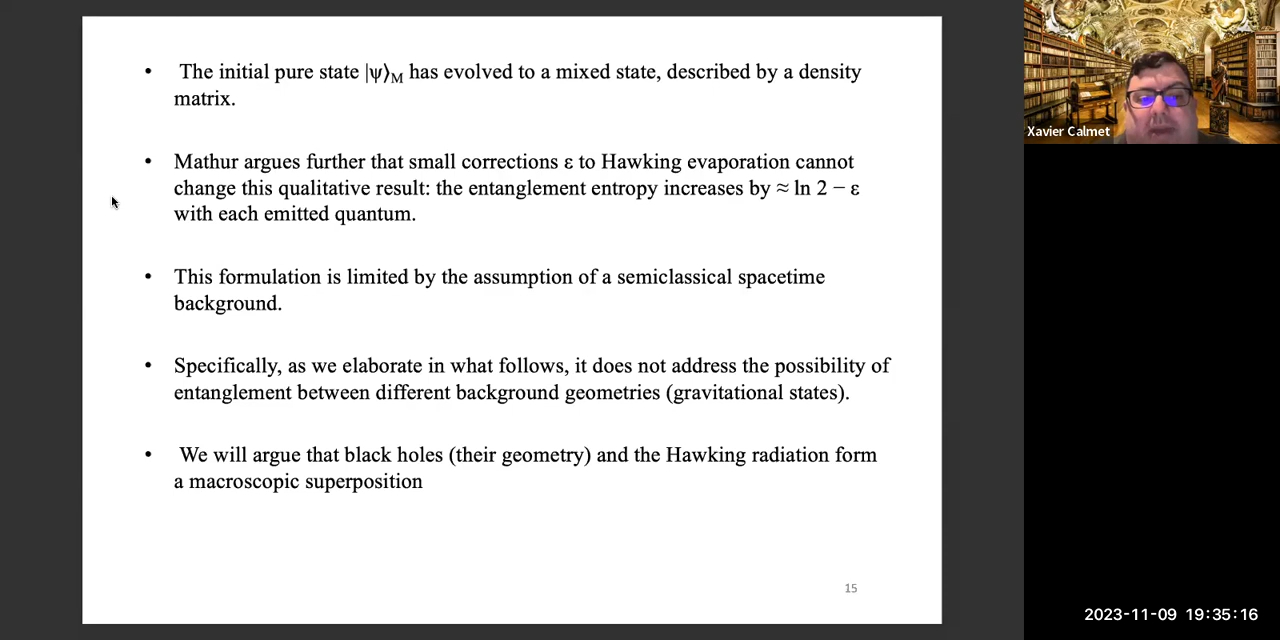 • The initial pure state |ψ⟩M has evolved to a mixed state, described by a density
matrix.
• Mathur argues further that small corrections ε to Hawking evaporation cannot
change this qualitative result: the entanglement entropy increases by ≈ ln 2 − ε
with each emitted quantum.
• This formulation is limited by the assumption of a semiclassical spacetime
background.
• Specifically, as we elaborate in what follows, it does not address the possibility of
entanglement between different background geometries (gravitational states).
• We will argue that black holes (their geometry) and the Hawking radiation form
a macroscopic superposition
15
Xavier Calmet
2023-11-09 19:35:16